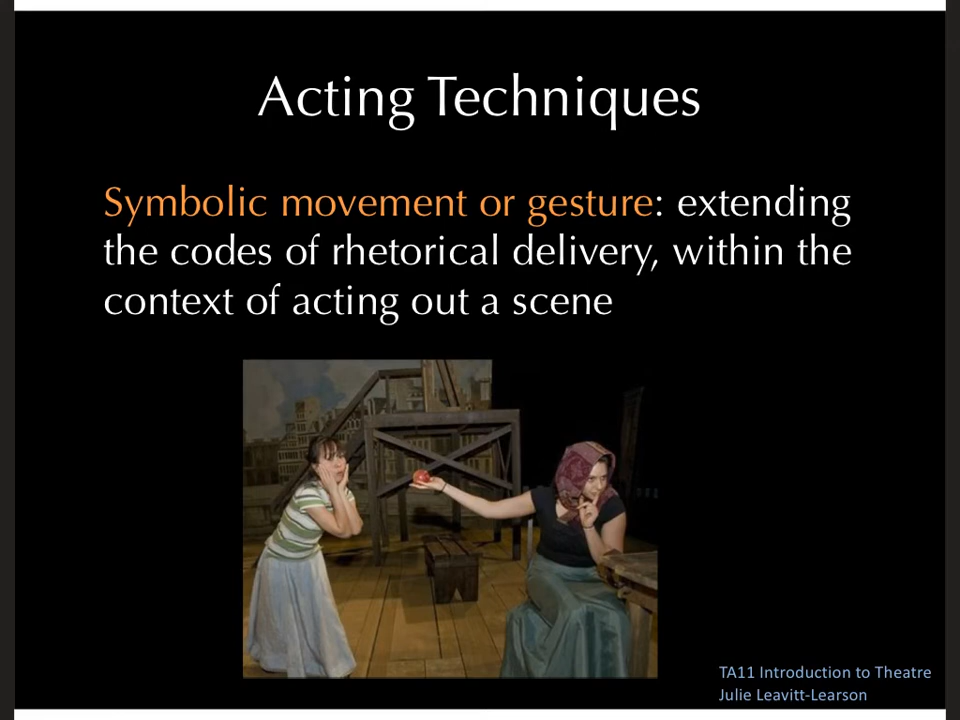 Acting Techniques
Symbolic movement or gesture: extending
the codes of rhetorical delivery, within the
context of acting out a scene
TA11 Introduction to Theatre
Julie Leavitt-Learson